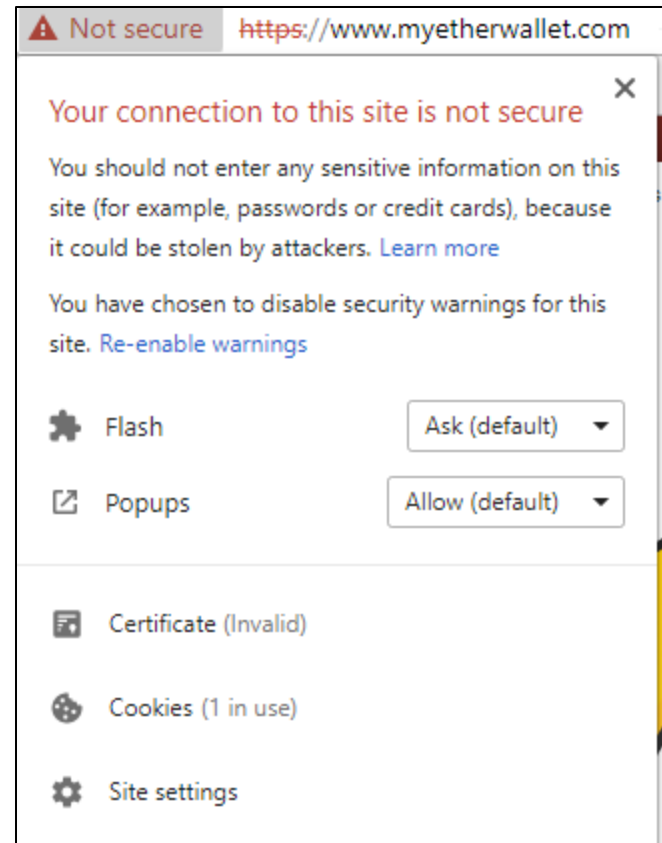 Not secure https://www.myetherwallet.com
Your connection to this site is not secure
You should not enter any sensitive information on this
site (for example, passwords or credit cards), because
it could be stolen by attackers. Learn more
You have chosen to disable security warnings for this
site. Re-enable warnings
Flash Ask (default)
Popups Allow (default)
Certificate (Invalid)
Cookies (1 in use)
Site settings